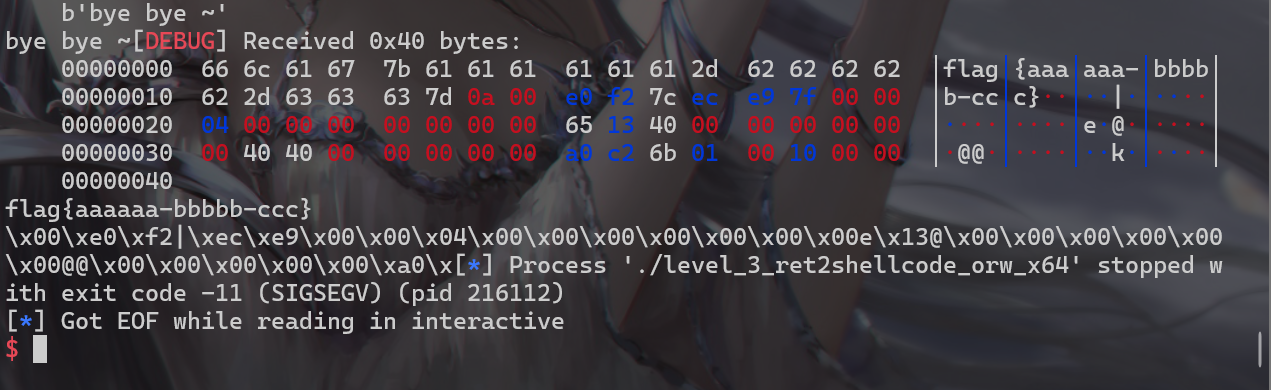 b'bye bye ~'
bye bye ~[DEBUG] Received 0x40 bytes:
00000000  66 6c 61 67  7b 61 61 61  61 61 61 2d  62 62 62 62  │flag│{aaa│aaa-│bbbb│
00000010  62 2d 63 63  63 7d 0a 00  e0 f2 7c ec  e9 7f 00 00  │b-cc│c}··│··|·│····│
00000020  04 00 00 00  00 00 00 00  65 13 40 00  00 00 00 00  │····│····│e·@·│····│
00000030  00 40 40 00  00 00 00 00  a0 c2 6b 01  00 10 00 00  │·@@·│····│··k·│····│
00000040
flag{aaaaaa-bbbbb-ccc}
\x00\xe0\xf2|\xec\xe9\x00\x00\x04\x00\x00\x00\x00\x00\x00\x00e\x13@\x00\x00\x00\x00\x00
\x00@@\x00\x00\x00\x00\x00\xa0\x[*] Process './level_3_ret2shellcode_orw_x64' stopped w
ith exit code -11 (SIGSEGV) (pid 216112)
[*] Got EOF while reading in interactive
$